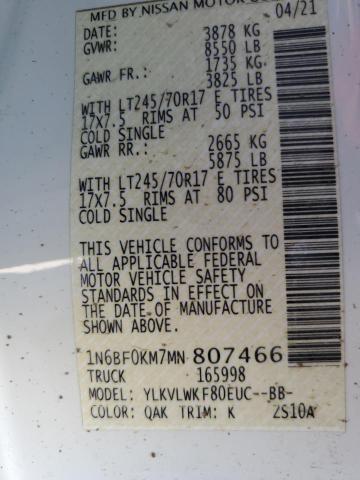 MFD BY NISSAN MOTOR
DATE: 04/21
GVWR: 3878 KG
8550 LB
GAWR FR.: 1735 KG
3825 LB
WITH LT245/70R17 E TIRES
17X7.5 RIMS AT 50 PSI
COLD SINGLE
GAWR RR.: 2665 KG
5875 LB
WITH LT245/70R17 E TIRES
17X7.5 RIMS AT 80 PSI
COLD SINGLE
THIS VEHICLE CONFORMS TO
ALL APPLICABLE FEDERAL
MOTOR VEHICLE SAFETY
STANDARDS IN EFFECT ON
THE DATE OF MANUFACTURE
SHOWN ABOVE.
1N6BF0KM7MN807466
TRUCK 165998
MODEL: YLKVLWKF80EUC--BB-
COLOR: QAK TRIM: K ZS10A